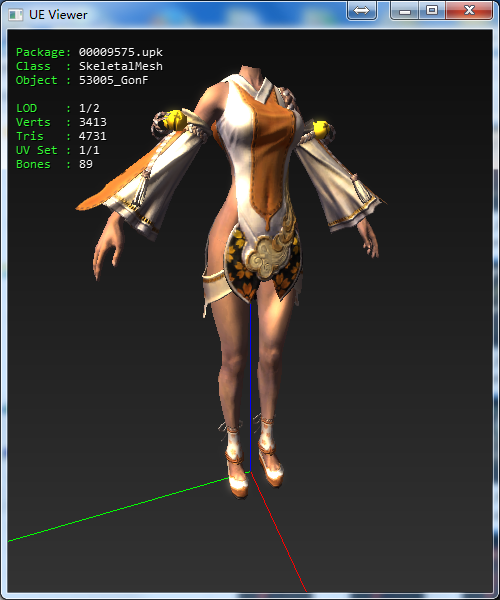 UE Viewer
Package: 00009575.upk
Class : SkeletalMesh
Object : 53005_GonF
LOD : 1/2
Verts : 3413
Tris : 4731
UV Set : 1/1
Bones : 89